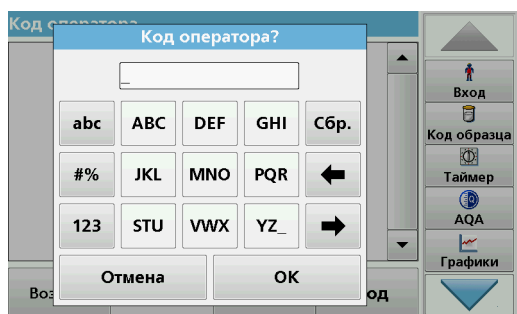 Код оператора
Код оператора?
_
abc ABC DEF GHI Сбр.
#% JKL MNO PQR
123 STU VWX YZ_
Отмена OK
Вход
Код образца
Таймер
AQA
Графики